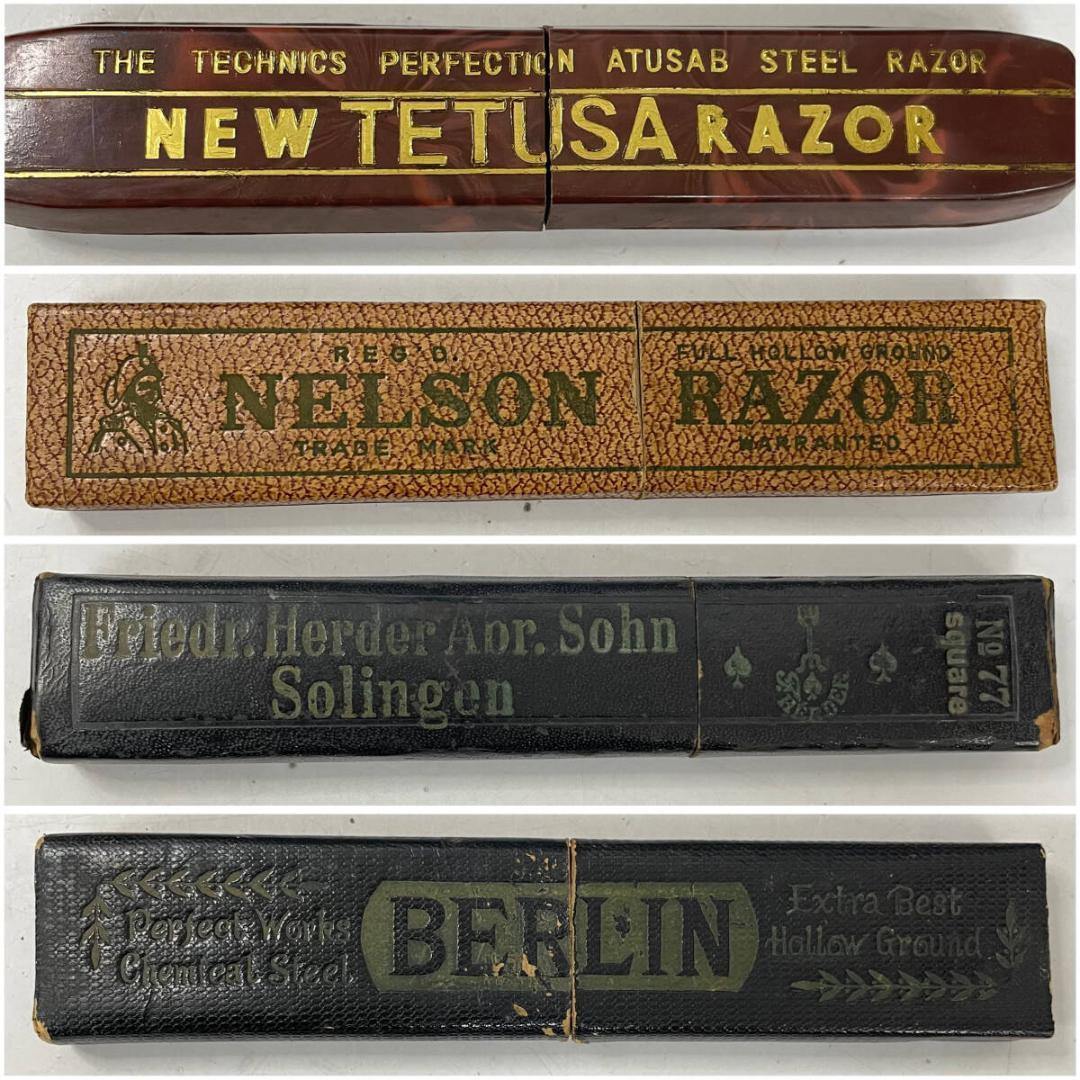 THE TECHNICS PERFECTION ATUSAB STEEL RAZOR
NEW TETUSA RAZOR
REG'D.
NELSON
TRADE MARK
FULL HOLLOW GROUND
RAZOR
WARRANTED
Friedr. Herder Abr. Sohn
Solingen
No 77
square
Perfect Works
Chemical Steel
BERLIN
Extra Best
Hollow Ground